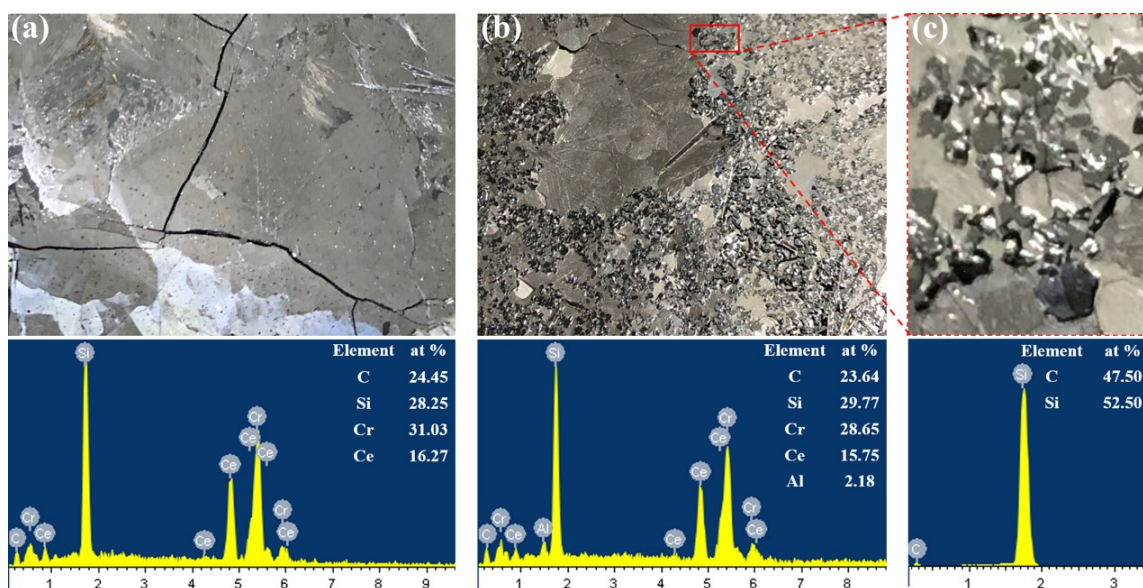 (a)
(b)
(c)
Element at %
C 24.45
Si 28.25
Cr 31.03
Ce 16.27
Si
Cr
Ce
Ce
Ce
Cr
C
Cr
Ce
Ce
Ce
1 2 3 4 5 6 7 8 9
Element at %
C 23.64
Si 29.77
Cr 28.65
Ce 15.75
Al 2.18
Si
Cr
Ce
Ce
Cr
C
Cr
Ce
Al
Ce
Ce
1 2 3 4 5 6 7 8
Element at %
C 47.50
Si 52.50
Si
C
1 2 3